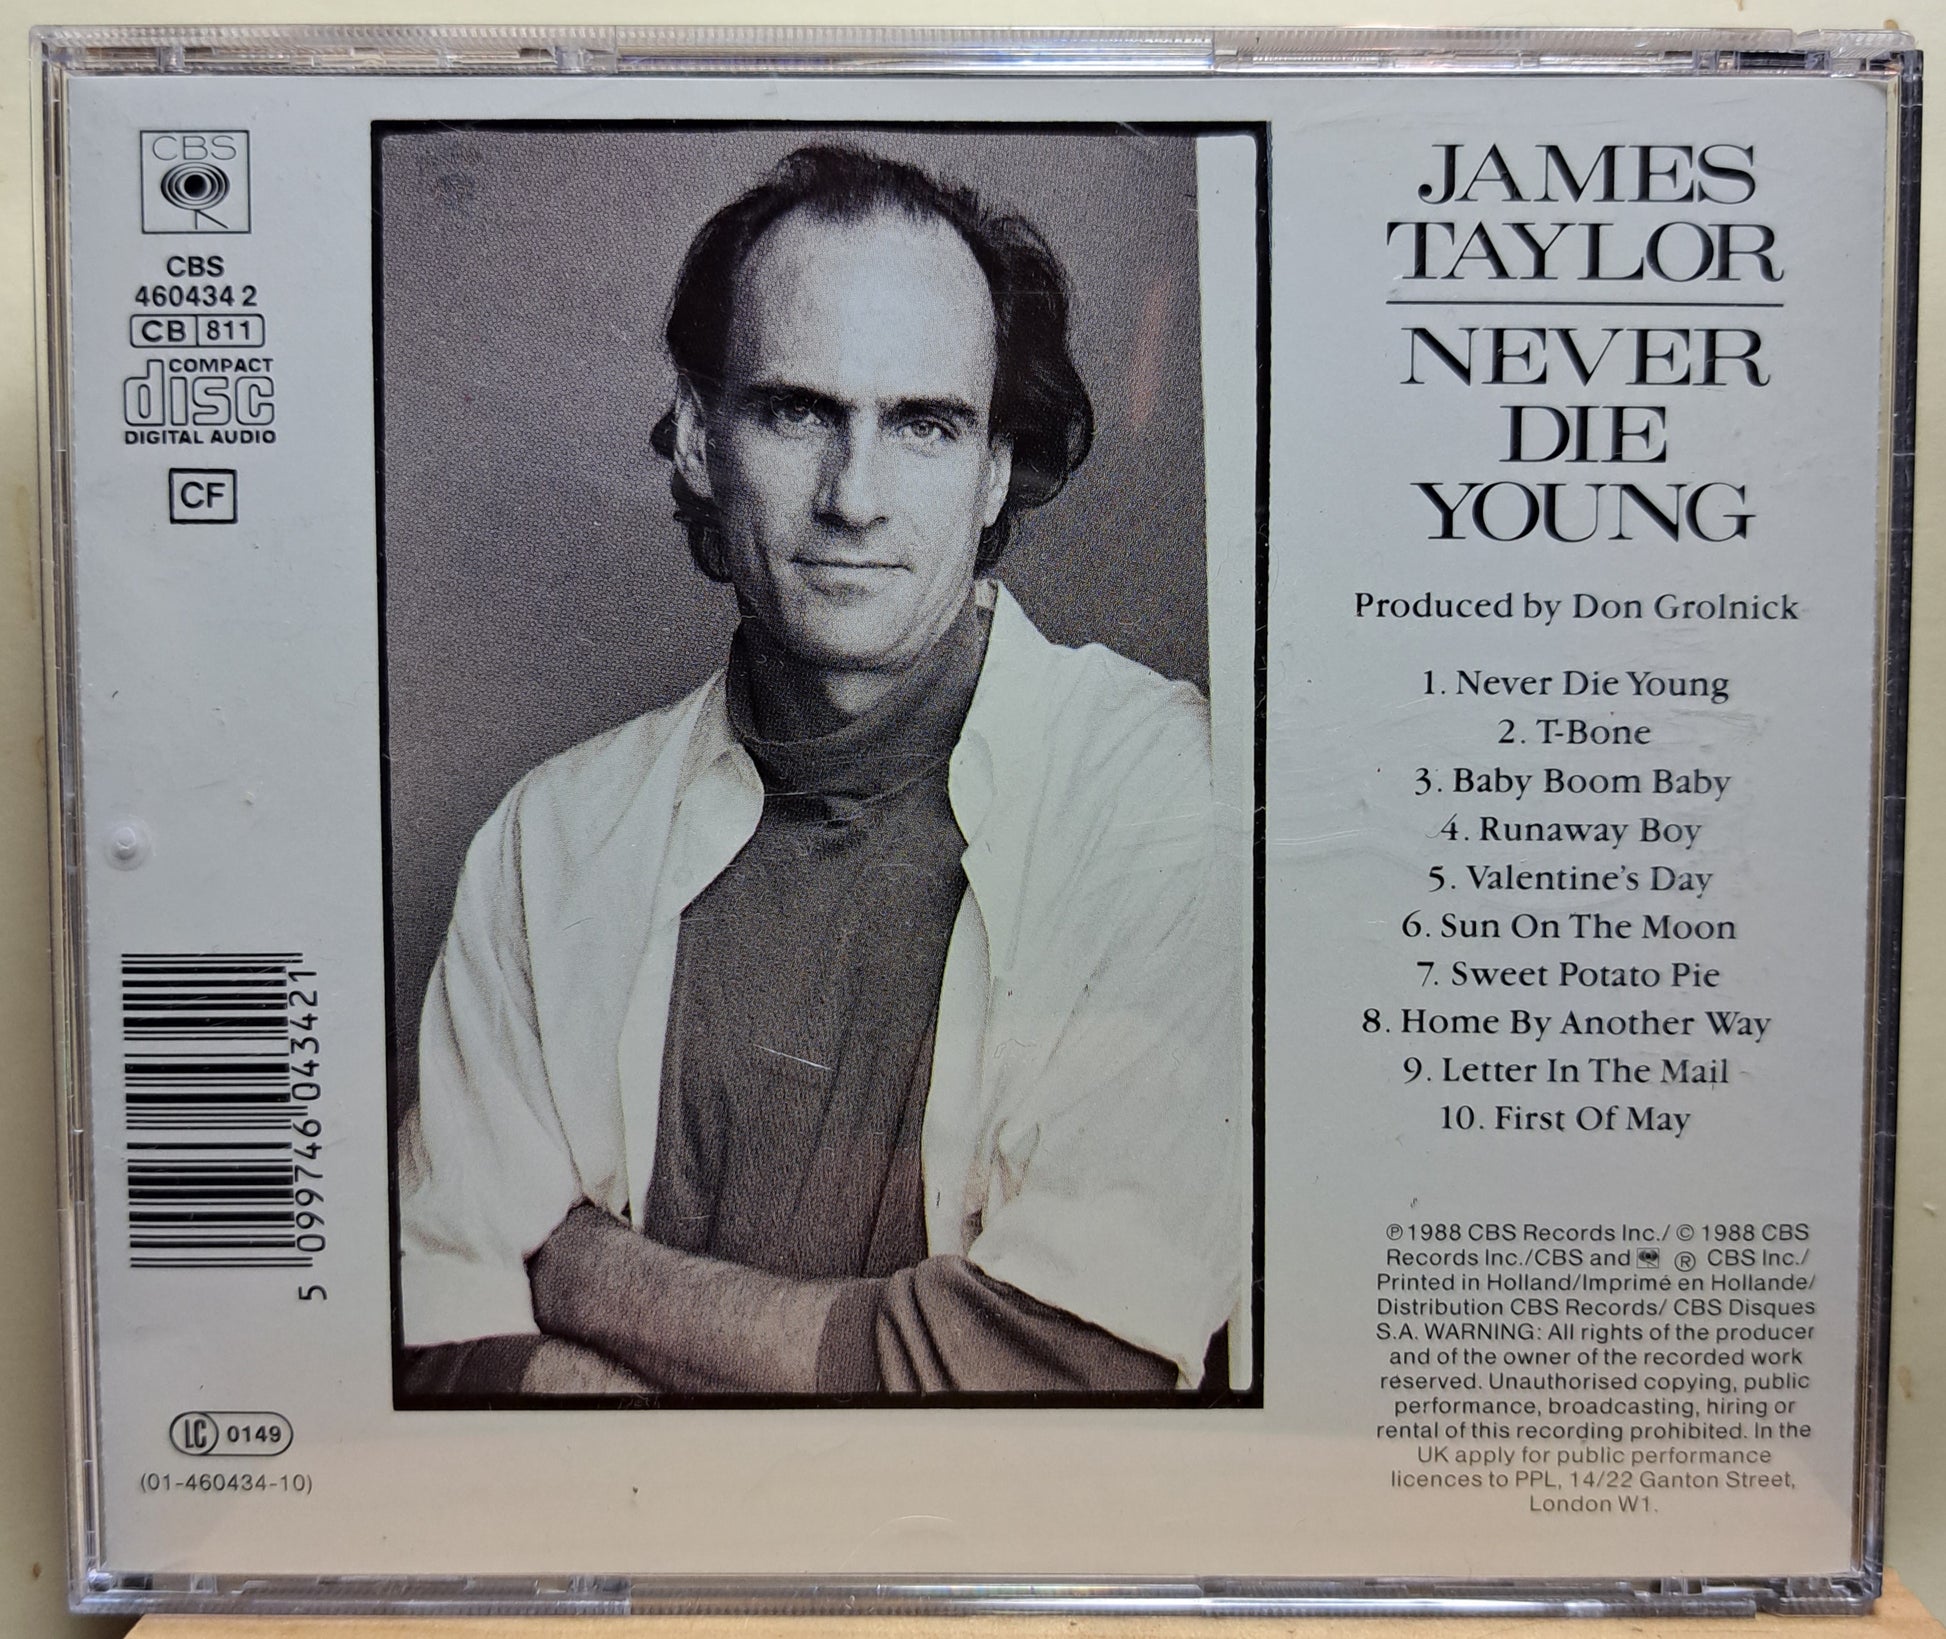 CBS
CBS
460434 2
CB 811
COMPACT
disc
DIGITAL AUDIO
CF
5 099746 043421
LC 0149
(01-460434-10)
JAMES
TAYLOR
NEVER
DIE
YOUNG
Produced by Don Grolnick
1. Never Die Young
2. T-Bone
3. Baby Boom Baby
4. Runaway Boy
5. Valentine's Day
6. Sun On The Moon
7. Sweet Potato Pie
8. Home By Another Way
9. Letter In The Mail
10. First Of May
℗ 1988 CBS Records Inc./ © 1988 CBS
Records Inc./CBS and ® CBS Inc./
Printed in Holland/Imprimé en Hollande/
Distribution CBS Records/ CBS Disques
S.A. WARNING: All rights of the producer
and of the owner of the recorded work
reserved. Unauthorised copying, public
performance, broadcasting, hiring or
rental of this recording prohibited. In the
UK apply for public performance
licences to PPL, 14/22 Ganton Street,
London W1.